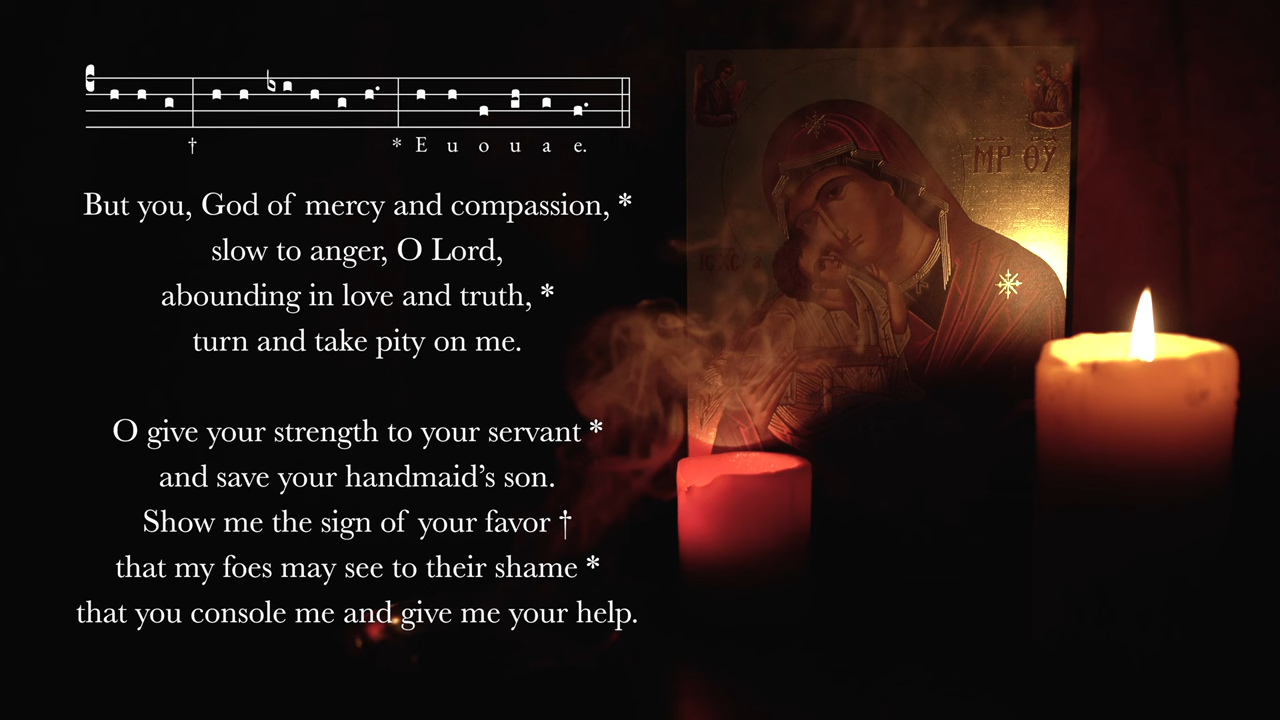 † * E u o u a e.
But you, God of mercy and compassion, *
slow to anger, O Lord,
abounding in love and truth, *
turn and take pity on me.
O give your strength to your servant *
and save your handmaid’s son.
Show me the sign of your favor †
that my foes may see to their shame *
that you console me and give me your help.
ΜΡ ΘΥ
IC XC